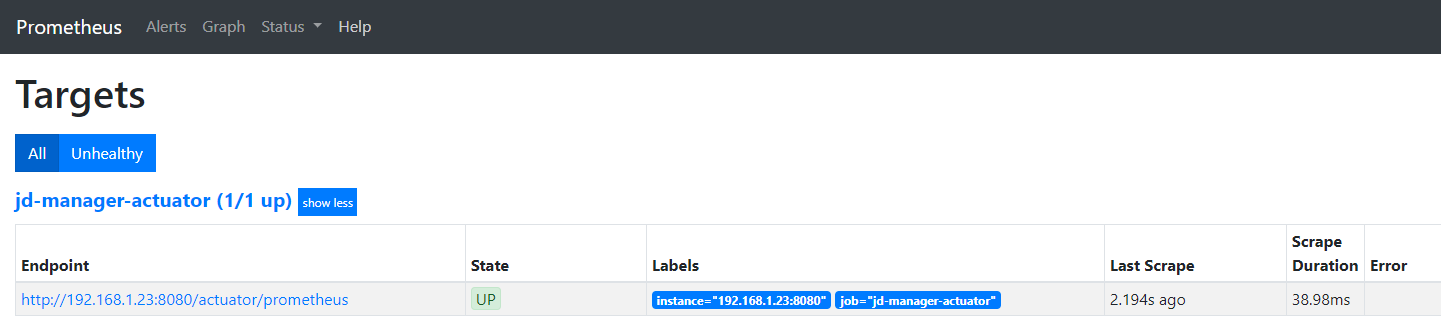 Prometheus Alerts Graph Status Help
Targets
All Unhealthy
jd-manager-actuator (1/1 up) show less
Endpoint State Labels Last Scrape Scrape Duration Error
http://192.168.1.23:8080/actuator/prometheus UP instance="192.168.1.23:8080" job="jd-manager-actuator" 2.194s ago 38.98ms